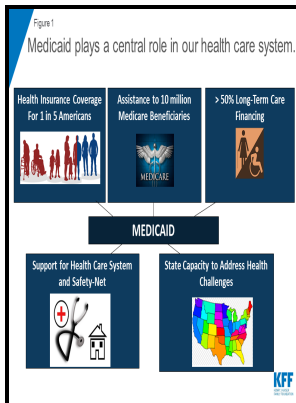 Figure 1
Medicaid plays a central role in our health care system.
Health Insurance Coverage
For 1 in 5 Americans
Assistance to 10 million
Medicare Beneficiaries
> 50% Long-Term Care
Financing
MEDICARE
MEDICAID
Support for Health Care System
and Safety-Net
State Capacity to Address Health
Challenges
KFF